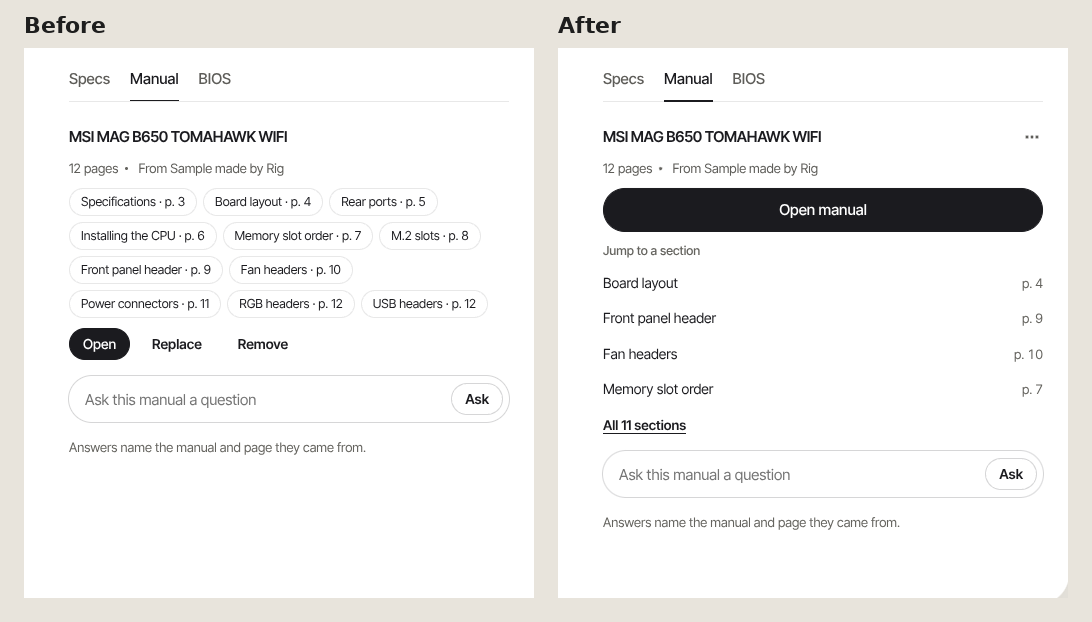 Before
Specs Manual BIOS
MSI MAG B650 TOMAHAWK WIFI
12 pages • From Sample made by Rig
Specifications · p. 3 Board layout · p. 4 Rear ports · p. 5
Installing the CPU · p. 6 Memory slot order · p. 7 M.2 slots · p. 8
Front panel header · p. 9 Fan headers · p. 10
Power connectors · p. 11 RGB headers · p. 12 USB headers · p. 12
Open Replace Remove
Ask this manual a question Ask
Answers name the manual and page they came from.
After
Specs Manual BIOS
MSI MAG B650 TOMAHAWK WIFI ···
12 pages • From Sample made by Rig
Open manual
Jump to a section
Board layout p. 4
Front panel header p. 9
Fan headers p. 10
Memory slot order p. 7
All 11 sections
Ask this manual a question Ask
Answers name the manual and page they came from.